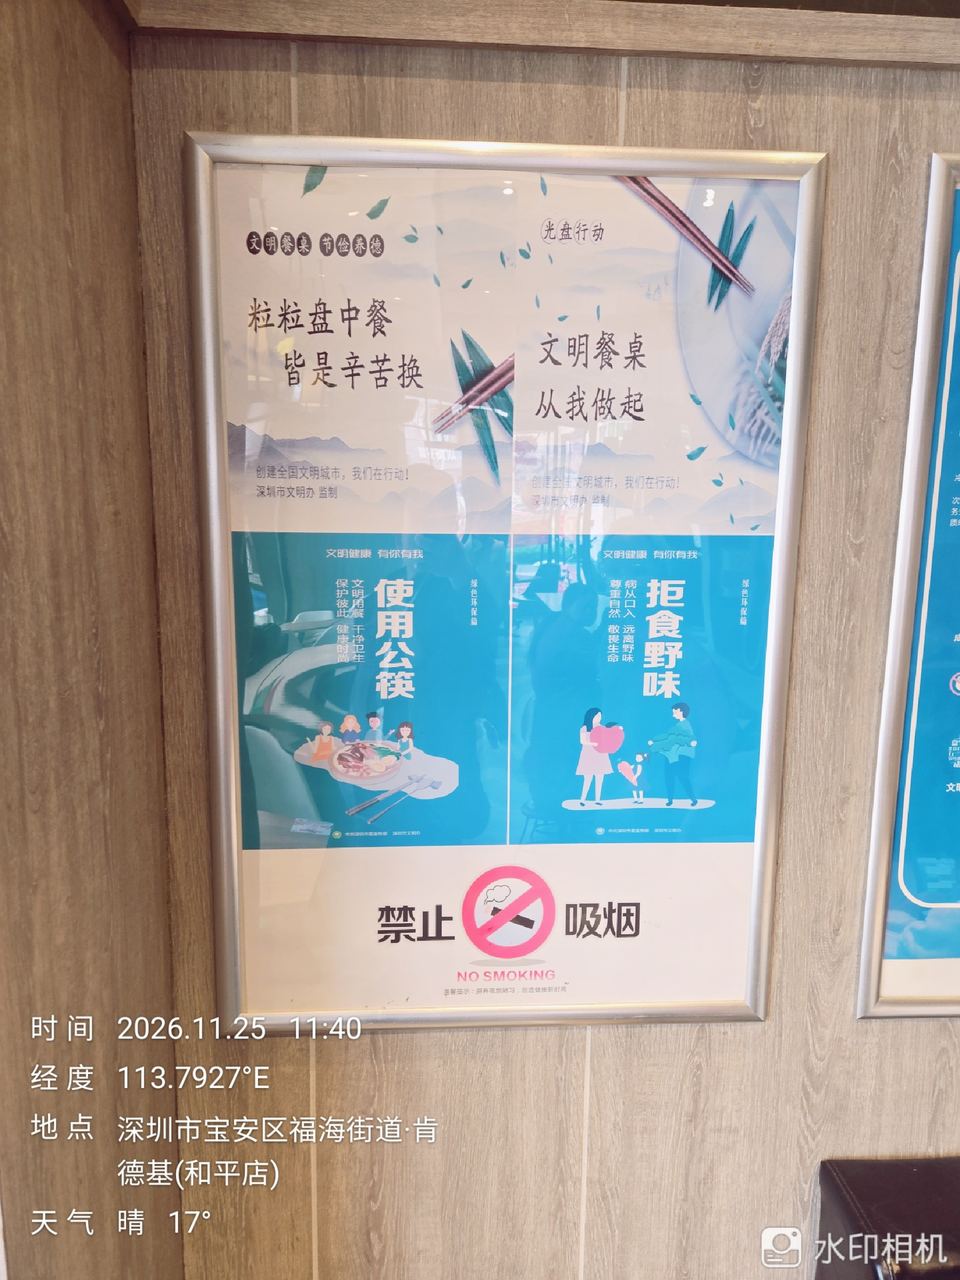 文明餐桌 节俭养德
粒粒盘中餐
皆是辛苦换
创建全国文明城市，我们在行动！
深圳市文明办 监制
光盘行动
文明餐桌
从我做起
创建全国文明城市，我们在行动！
深圳市文明办 监制
文明健康 有你有我
绿色环保篇
使用公筷
文明用餐 干净卫生
保护彼此 健康时尚
文明健康 有你有我
绿色环保篇
拒食野味
病从口入 远离野味
尊重自然 敬畏生命
禁止 吸烟
NO SMOKING
时间 2026.11.25 11:40
经度 113.7927°E
地点 深圳市宝安区福海街道·肯
德基(和平店)
天气 晴 17°
水印相机